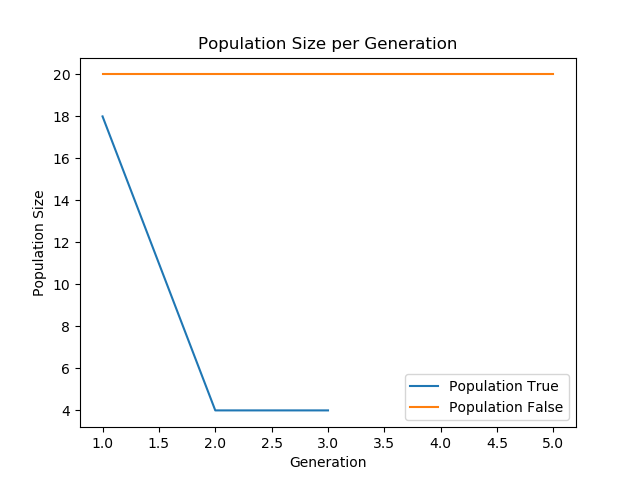 Population Size per Generation
Population Size
20
18
16
14
12
10
8
6
4
1.0 1.5 2.0 2.5 3.0 3.5 4.0 4.5 5.0
Generation
Population True
Population False